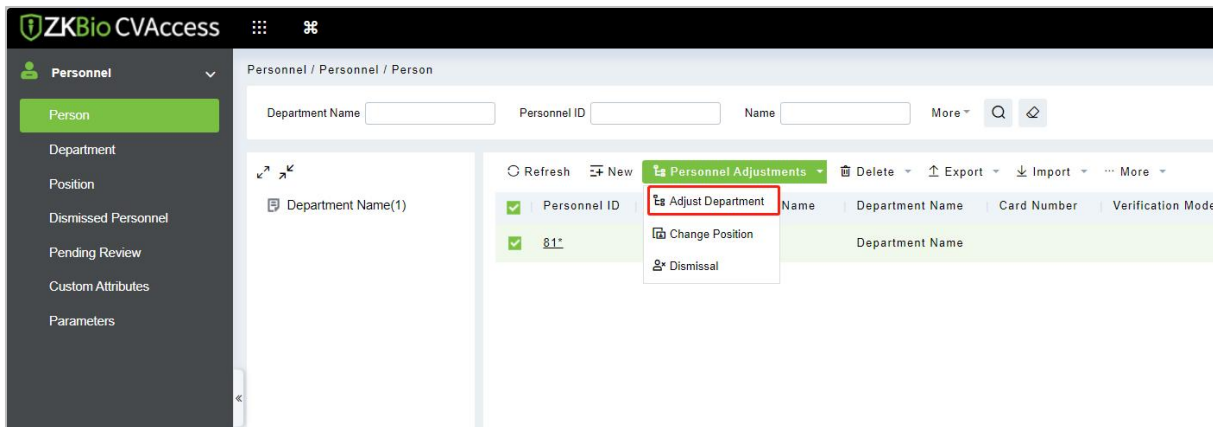 ZKBio CVAccess
Personnel
Personnel / Personnel / Person
Person
Department Name Personnel ID Name More
Department
Position
Refresh New Personnel Adjustments Delete Export Import ··· More
Department Name(1)
Personnel ID Adjust Department Name Department Name Card Number Verification Mode
Dismissed Personnel
Change Position
81* Department Name
Pending Review
Dismissal
Custom Attributes
Parameters